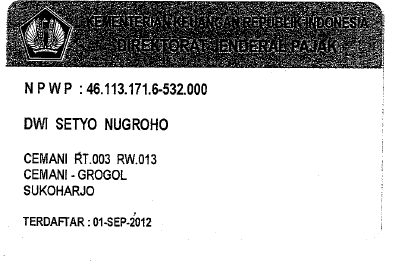 KEMENTERIAN KEUANGAN REPUBLIK INDONESIA
DIREKTORAT JENDERAL PAJAK
N P W P : 46.113.171.6-532.000
DWI SETYO NUGROHO
CEMANI RT.003 RW.013
CEMANI - GROGOL
SUKOHARJO
TERDAFTAR : 01-SEP-2012